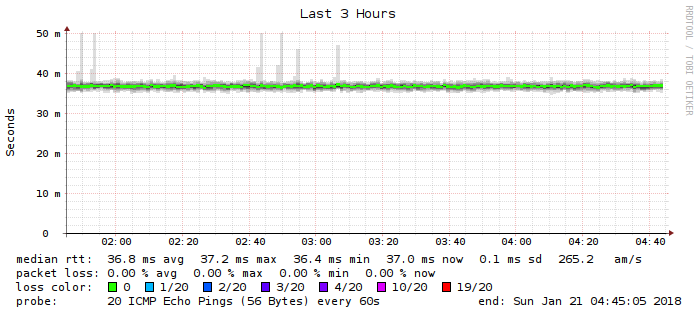 Last 3 Hours
RRDTOOL / TOBI OETIKER
Seconds
50 m
40 m
30 m
20 m
10 m
0
02:00 02:20 02:40 03:00 03:20 03:40 04:00 04:20 04:40
median rtt: 36.8 ms avg 37.2 ms max 36.4 ms min 37.0 ms now 0.1 ms sd 265.2 am/s
packet loss: 0.00 % avg 0.00 % max 0.00 % min 0.00 % now
loss color: 0 1/20 2/20 3/20 4/20 10/20 19/20
probe: 20 ICMP Echo Pings (56 Bytes) every 60s end: Sun Jan 21 04:45:05 2018